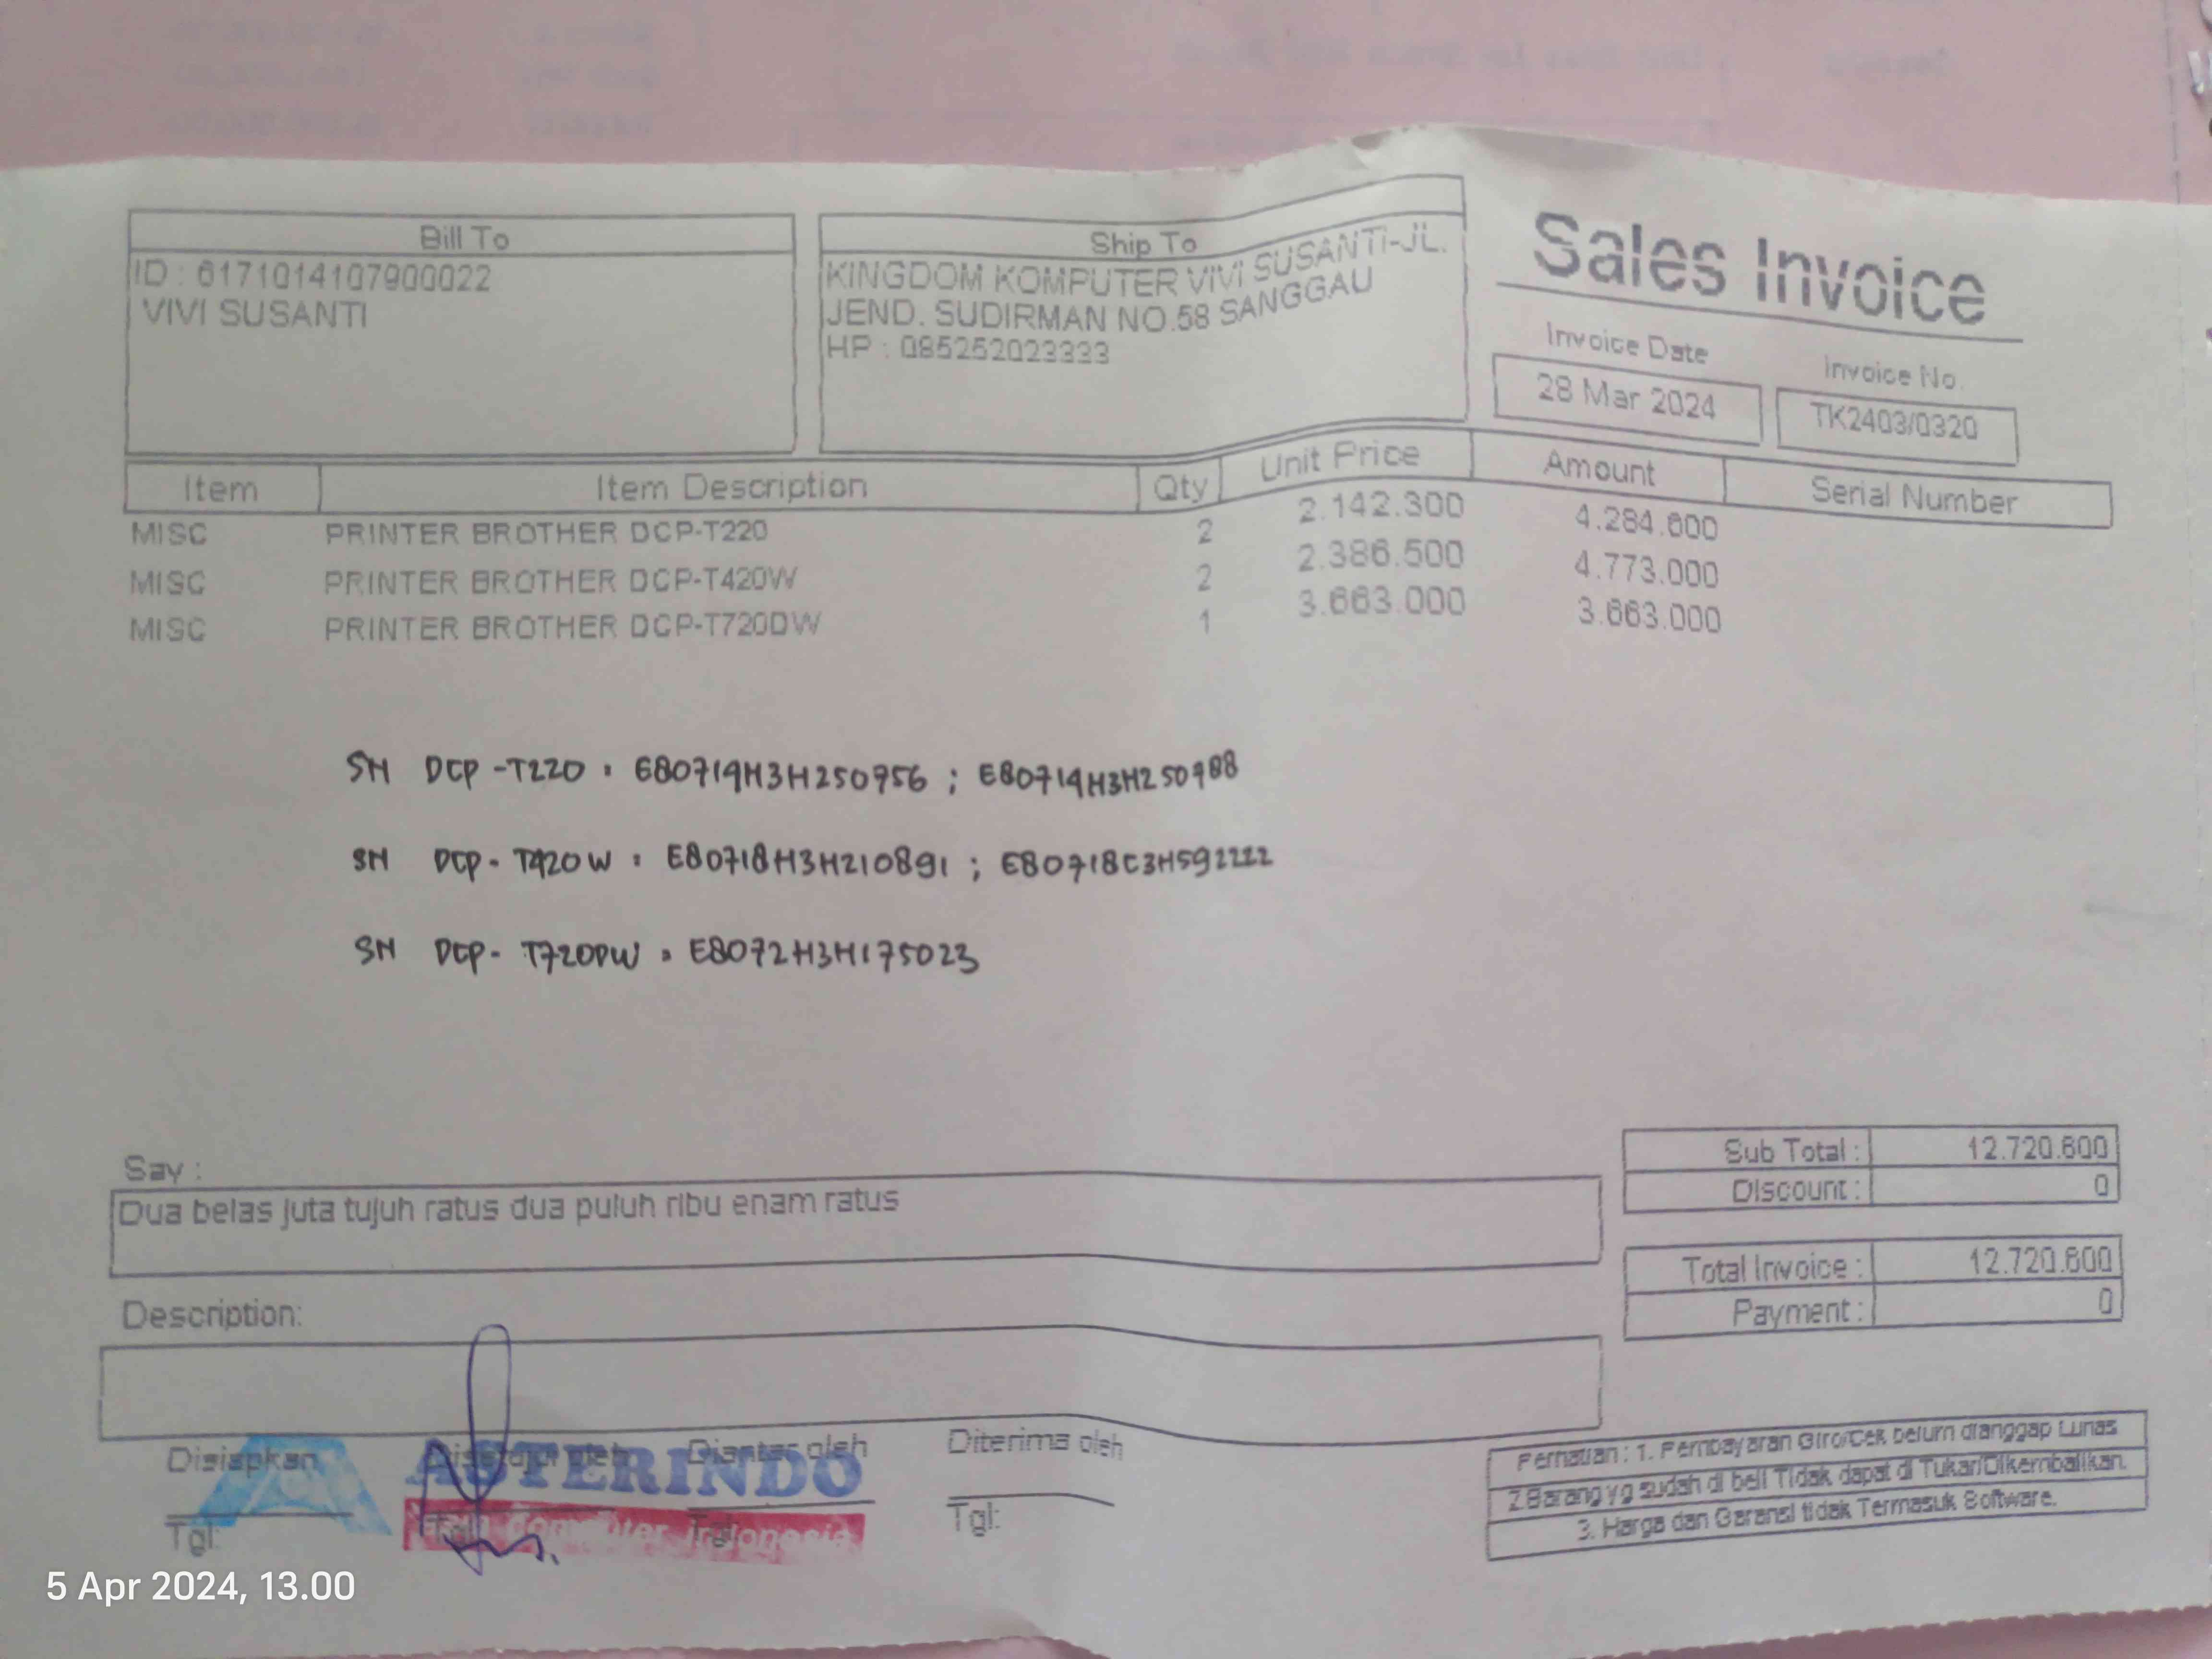 Bill To
ID : 6171014107900022
VIVI SUSANTI
Ship To
KINGDOM KOMPUTER VIVI SUSANTI-JL.
JEND. SUDIRMAN NO.58 SANGGAU
HP : 085252023333
Sales Invoice
Invoice Date
28 Mar 2024
Invoice No.
TK2403/0320
Item Item Description Qty Unit Price Amount Serial Number
MISC PRINTER BROTHER DCP-T220 2 2.142.300 4.284.600
MISC PRINTER BROTHER DCP-T420W 2 2.386.500 4.773.000
MISC PRINTER BROTHER DCP-T720DW 1 3.663.000 3.663.000
SN DCP-T220 : E80719H3H250956 ; E80719H3H250988
SN DCP-T420W : E80718H3H210891 ; E80718C3H592222
SN DCP-T720DW : E8072H3H175023
Say :
Dua belas juta tujuh ratus dua puluh ribu enam ratus
Sub Total : 12.720.600
Discount : 0
Total Invoice : 12.720.600
Payment : 0
Description:
Disiapkan Disetujui oleh Diantar oleh Diterima oleh
ASTERINDO
computer Indonesia
Tgl: Tgl: Tgl: Tgl:
Perhatian : 1. Pembayaran Giro/Cek belum dianggap Lunas
2.Barang yg sudah di beli Tidak dapat di Tukar/Dikembalikan.
3. Harga dan Garansi tidak Termasuk Software.
5 Apr 2024, 13.00